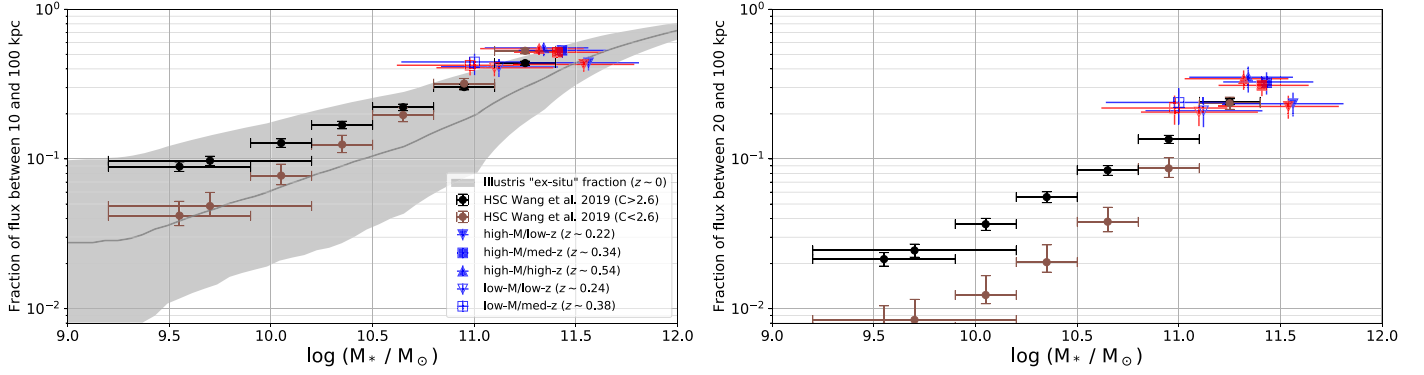 Fraction of flux between 10 and 100 kpc
10⁰
10⁻¹
10⁻²
9.0 9.5 10.0 10.5 11.0 11.5 12.0
log (M* / M⊙)
Illustris "ex-situ" fraction (z ~ 0)
HSC Wang et al. 2019 (C>2.6)
HSC Wang et al. 2019 (C<2.6)
high-M/low-z (z ~ 0.22)
high-M/med-z (z ~ 0.34)
high-M/high-z (z ~ 0.54)
low-M/low-z (z ~ 0.24)
low-M/med-z (z ~ 0.38)
Fraction of flux between 20 and 100 kpc
10⁰
10⁻¹
10⁻²
9.0 9.5 10.0 10.5 11.0 11.5 12.0
log (M* / M⊙)